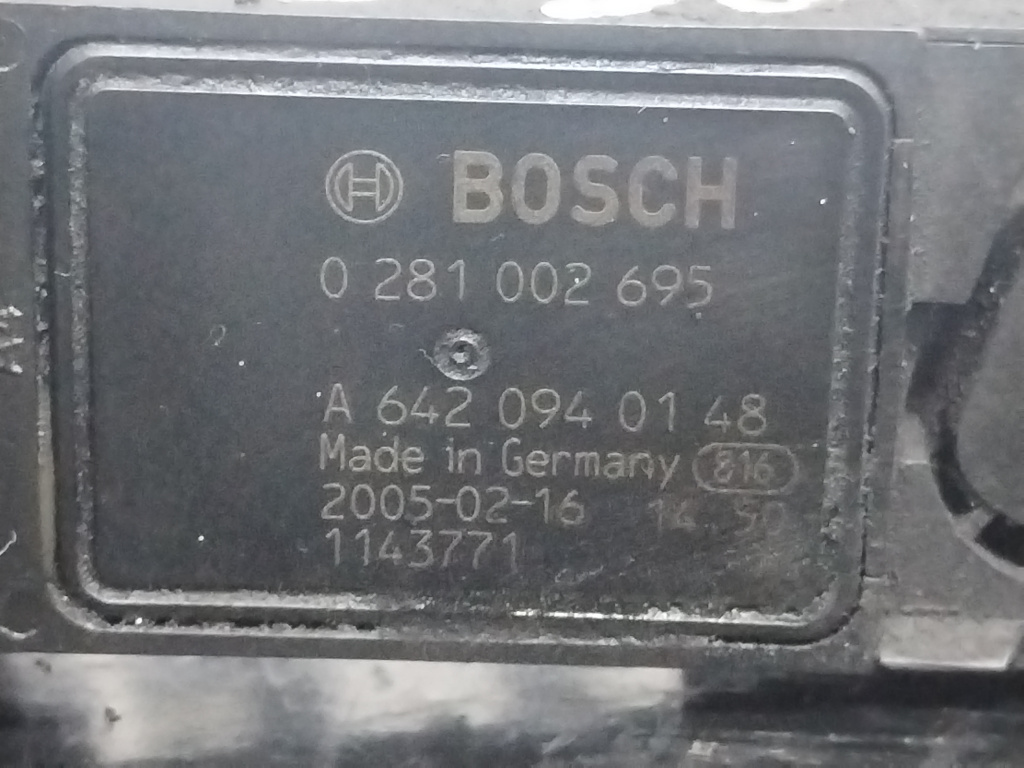 BOSCH
0 281 002 695
A 642 094 01 48
Made in Germany 816
2005-02-16 14 50
1143771